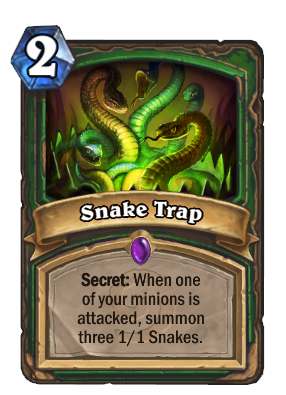 2
Snake Trap
Secret: When one
of your minions is
attacked, summon
three 1/1 Snakes.